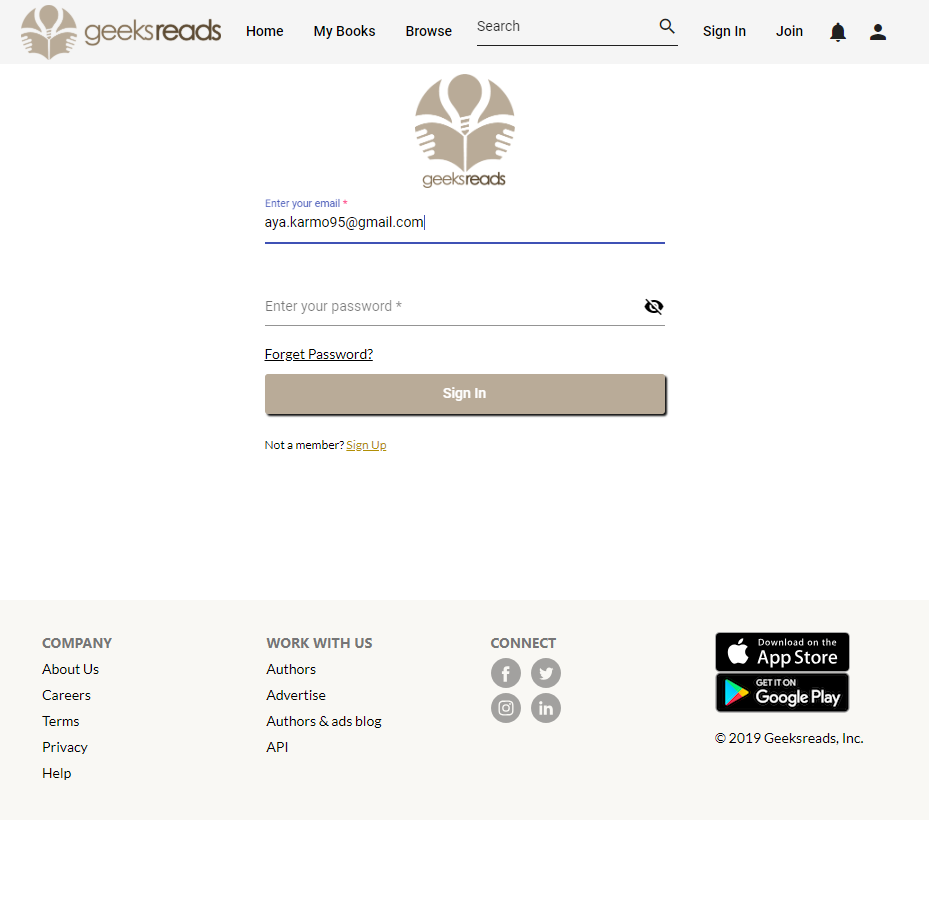 geeksreads
Home
My Books
Browse
Search
Sign In
Join
geeksreads
Enter your email *
aya.karmo95@gmail.com
Enter your password *
Forget Password?
Sign In
Not a member? Sign Up
COMPANY
About Us
Careers
Terms
Privacy
Help
WORK WITH US
Authors
Advertise
Authors & ads blog
API
CONNECT
f
in
Download on the
App Store
GET IT ON
Google Play
© 2019 Geeksreads, Inc.